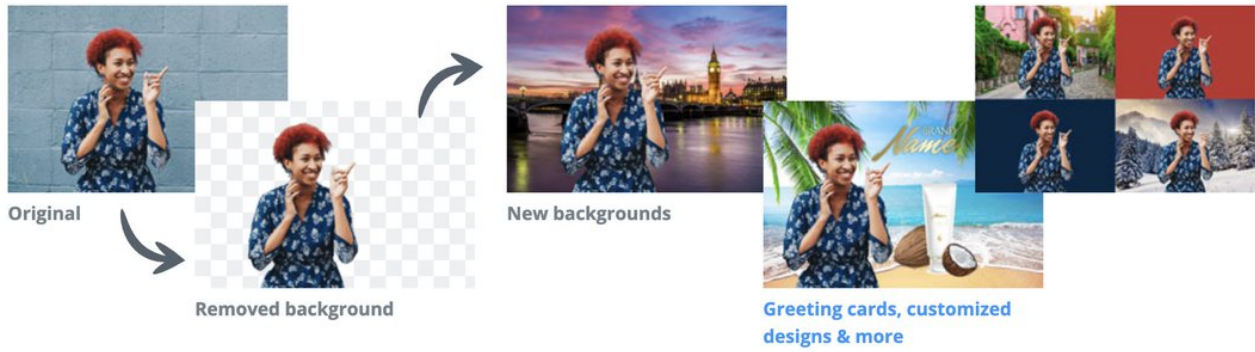 Original
Removed background
New backgrounds
BRAND
Name
Greeting cards, customized
designs & more